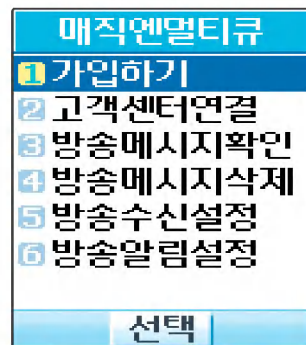 매직엔멀티큐
1 가입하기
2 고객센터연결
3 방송메시지확인
4 방송메시지삭제
5 방송수신설정
6 방송알림설정
선택